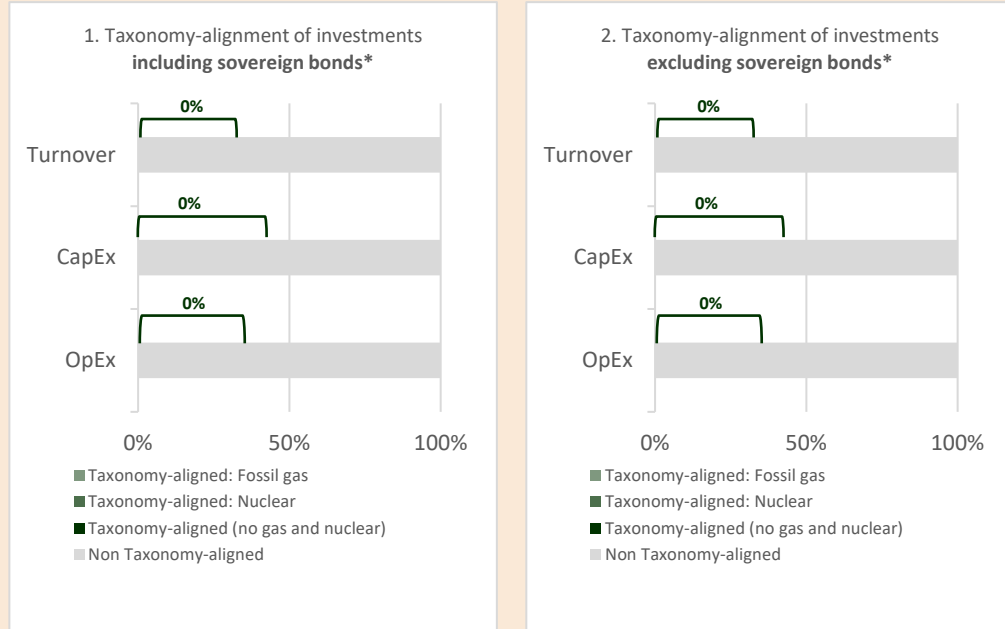 1. Taxonomy-alignment of investments
including sovereign bonds*
0%
Turnover
0%
CapEx
0%
OpEx
0% 50% 100%
Taxonomy-aligned: Fossil gas
Taxonomy-aligned: Nuclear
Taxonomy-aligned (no gas and nuclear)
Non Taxonomy-aligned
2. Taxonomy-alignment of investments
excluding sovereign bonds*
0%
Turnover
0%
CapEx
0%
OpEx
0% 50% 100%
Taxonomy-aligned: Fossil gas
Taxonomy-aligned: Nuclear
Taxonomy-aligned (no gas and nuclear)
Non Taxonomy-aligned